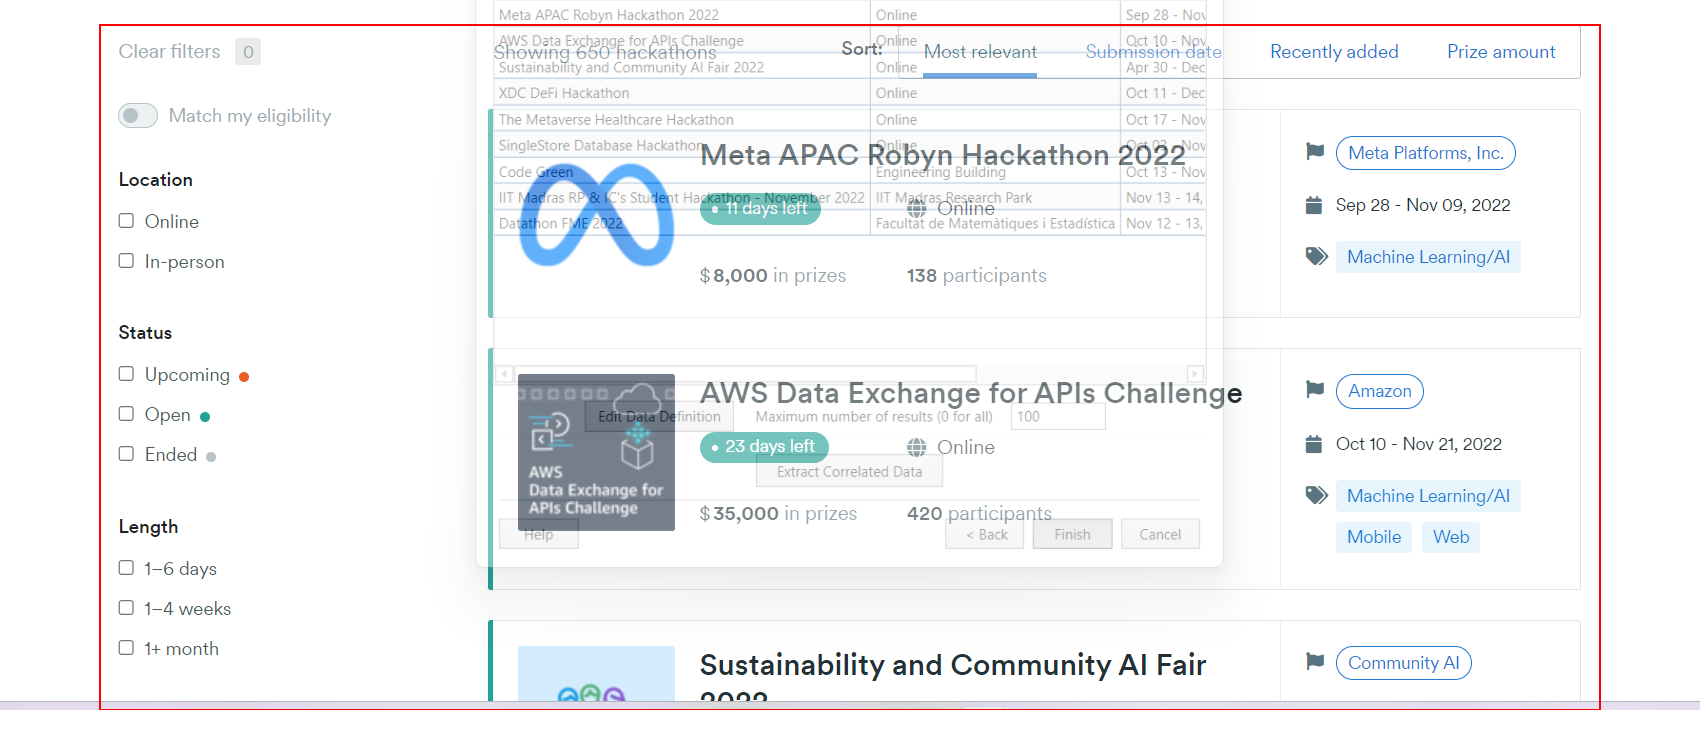 Meta APAC Robyn Hackathon 2022 Online Sep 28 - Nov
AWS Data Exchange for APIs Challenge Online Oct 10 - Nov
Clear filters 0 Showing 650 hackathons Sort: Most relevant Submission date Recently added Prize amount
Sustainability and Community AI Fair 2022 Online Apr 30 - Dec
XDC DeFi Hackathon Online Oct 11 - Dec
Match my eligibility
The Metaverse Healthcare Hackathon Online Oct 17 - Nov
SingleStore Database Hackathon Online Oct 03 - Nov
Code Green Engineering Building Oct 13 - Nov
IIT Madras RP & IC's Student Hackathon - November 2022 IIT Madras Research Park Nov 13 - 14,
Datathon FME 2022 Facultat de Matemàtiques i Estadística Nov 12 - 13,
Location
Online
In-person
Status
Upcoming
Open
Ended
Length
1–6 days
1–4 weeks
1+ month
Meta APAC Robyn Hackathon 2022
11 days left Online
$8,000 in prizes 138 participants
Meta Platforms, Inc.
Sep 28 - Nov 09, 2022
Machine Learning/AI
AWS Data Exchange for APIs Challenge
Edit Data Definition Maximum number of results (0 for all) 100
23 days left Online
Extract Correlated Data
AWS
Data Exchange for
APIs Challenge
$35,000 in prizes 420 participants
Help < Back Finish Cancel
Amazon
Oct 10 - Nov 21, 2022
Machine Learning/AI
Mobile Web
Sustainability and Community AI Fair
2022
Community AI